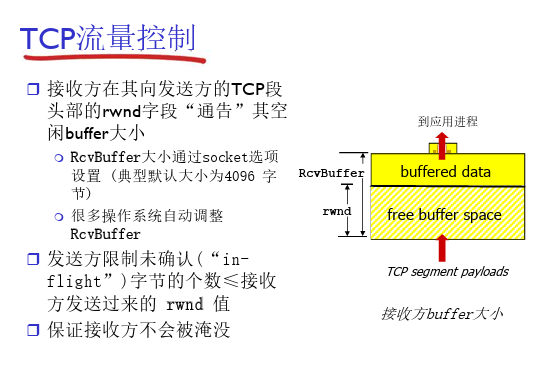 TCP流量控制
接收方在其向发送方的TCP段
头部的rwnd字段“通告”其空
闲buffer大小
RcvBuffer大小通过socket选项
设置 (典型默认大小为4096 字
节)
很多操作系统自动调整
RcvBuffer
发送方限制未确认(“in-
flight”)字节的个数≤接收
方发送过来的 rwnd 值
保证接收方不会被淹没
到应用进程
RcvBuffer
buffered data
rwnd
free buffer space
TCP segment payloads
接收方buffer大小